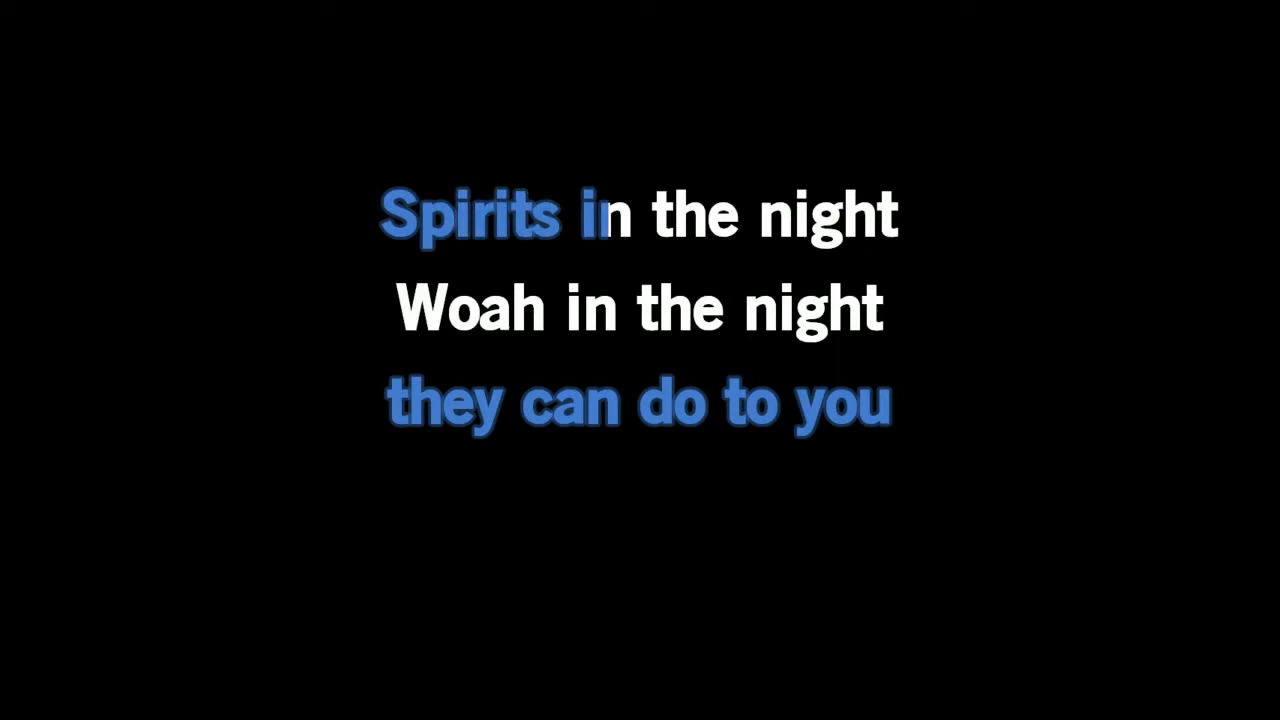 Spirits in the night
Woah in the night
they can do to you